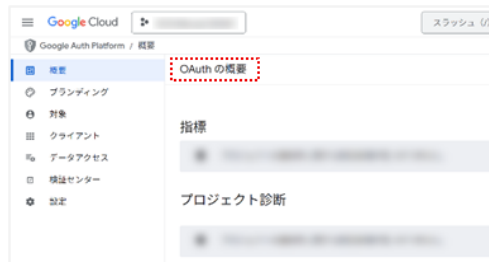 Google Cloud
スラッシュ (/)
Google Auth Platform / 概要
概要
OAuth の概要
ブランディング
対象
クライアント
データアクセス
検証センター
設定
指標
プロジェクト診断